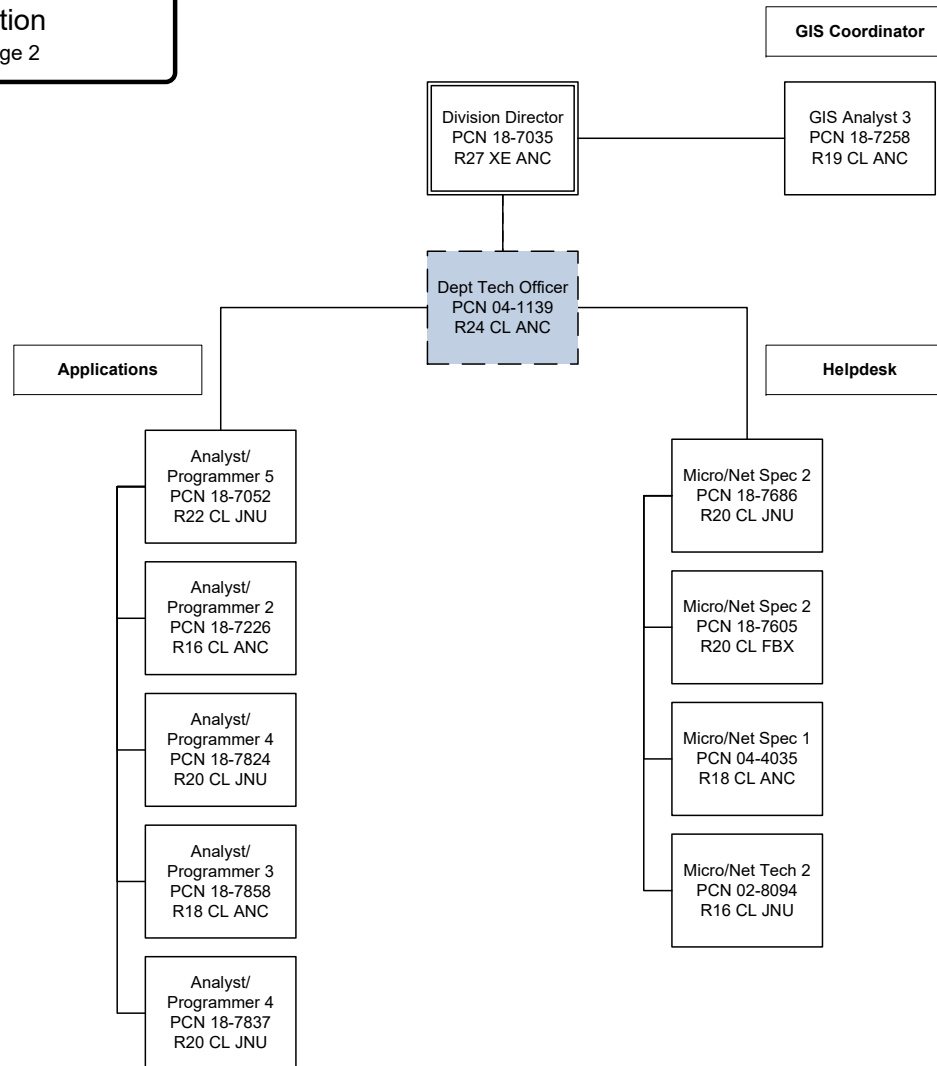 tion
ge 2
GIS Coordinator
Division Director
PCN 18-7035
R27 XE ANC
GIS Analyst 3
PCN 18-7258
R19 CL ANC
Dept Tech Officer
PCN 04-1139
R24 CL ANC
Applications
Helpdesk
Analyst/
Programmer 5
PCN 18-7052
R22 CL JNU
Analyst/
Programmer 2
PCN 18-7226
R16 CL ANC
Analyst/
Programmer 4
PCN 18-7824
R20 CL JNU
Analyst/
Programmer 3
PCN 18-7858
R18 CL ANC
Analyst/
Programmer 4
PCN 18-7837
R20 CL JNU
Micro/Net Spec 2
PCN 18-7686
R20 CL JNU
Micro/Net Spec 2
PCN 18-7605
R20 CL FBX
Micro/Net Spec 1
PCN 04-4035
R18 CL ANC
Micro/Net Tech 2
PCN 02-8094
R16 CL JNU